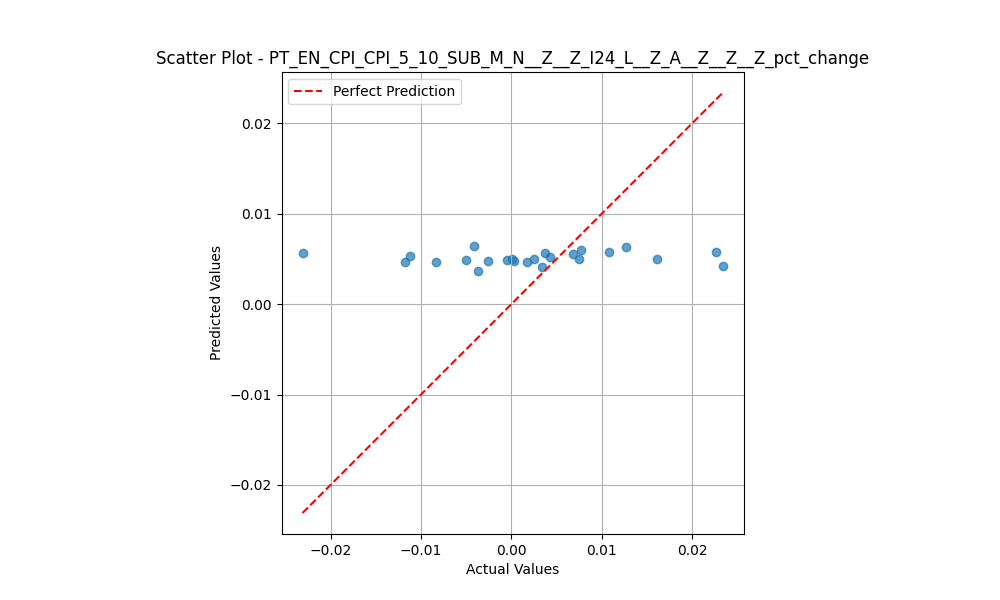 Scatter Plot - PT_EN_CPI_CPI_5_10_SUB_M_N__Z__Z_I24_L__Z_A__Z__Z__Z_pct_change
Perfect Prediction
0.02
0.01
0.00
−0.01
−0.02
Predicted Values
−0.02
−0.01
0.00
0.01
0.02
Actual Values